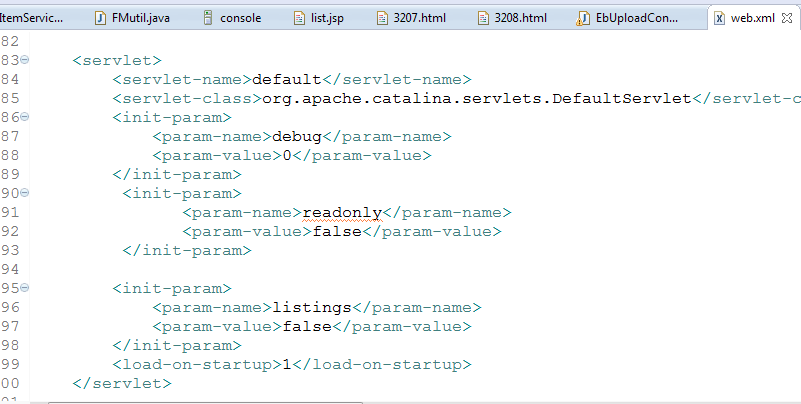 ItemServic... FMutil.java console list.jsp 3207.html 3208.html EbUploadCon... web.xml
82
83 <servlet>
84 <servlet-name>default</servlet-name>
85 <servlet-class>org.apache.catalina.servlets.DefaultServlet</servlet-c
86 <init-param>
87 <param-name>debug</param-name>
88 <param-value>0</param-value>
89 </init-param>
90 <init-param>
91 <param-name>readonly</param-name>
92 <param-value>false</param-value>
93 </init-param>
94
95 <init-param>
96 <param-name>listings</param-name>
97 <param-value>false</param-value>
98 </init-param>
99 <load-on-startup>1</load-on-startup>
00 </servlet>